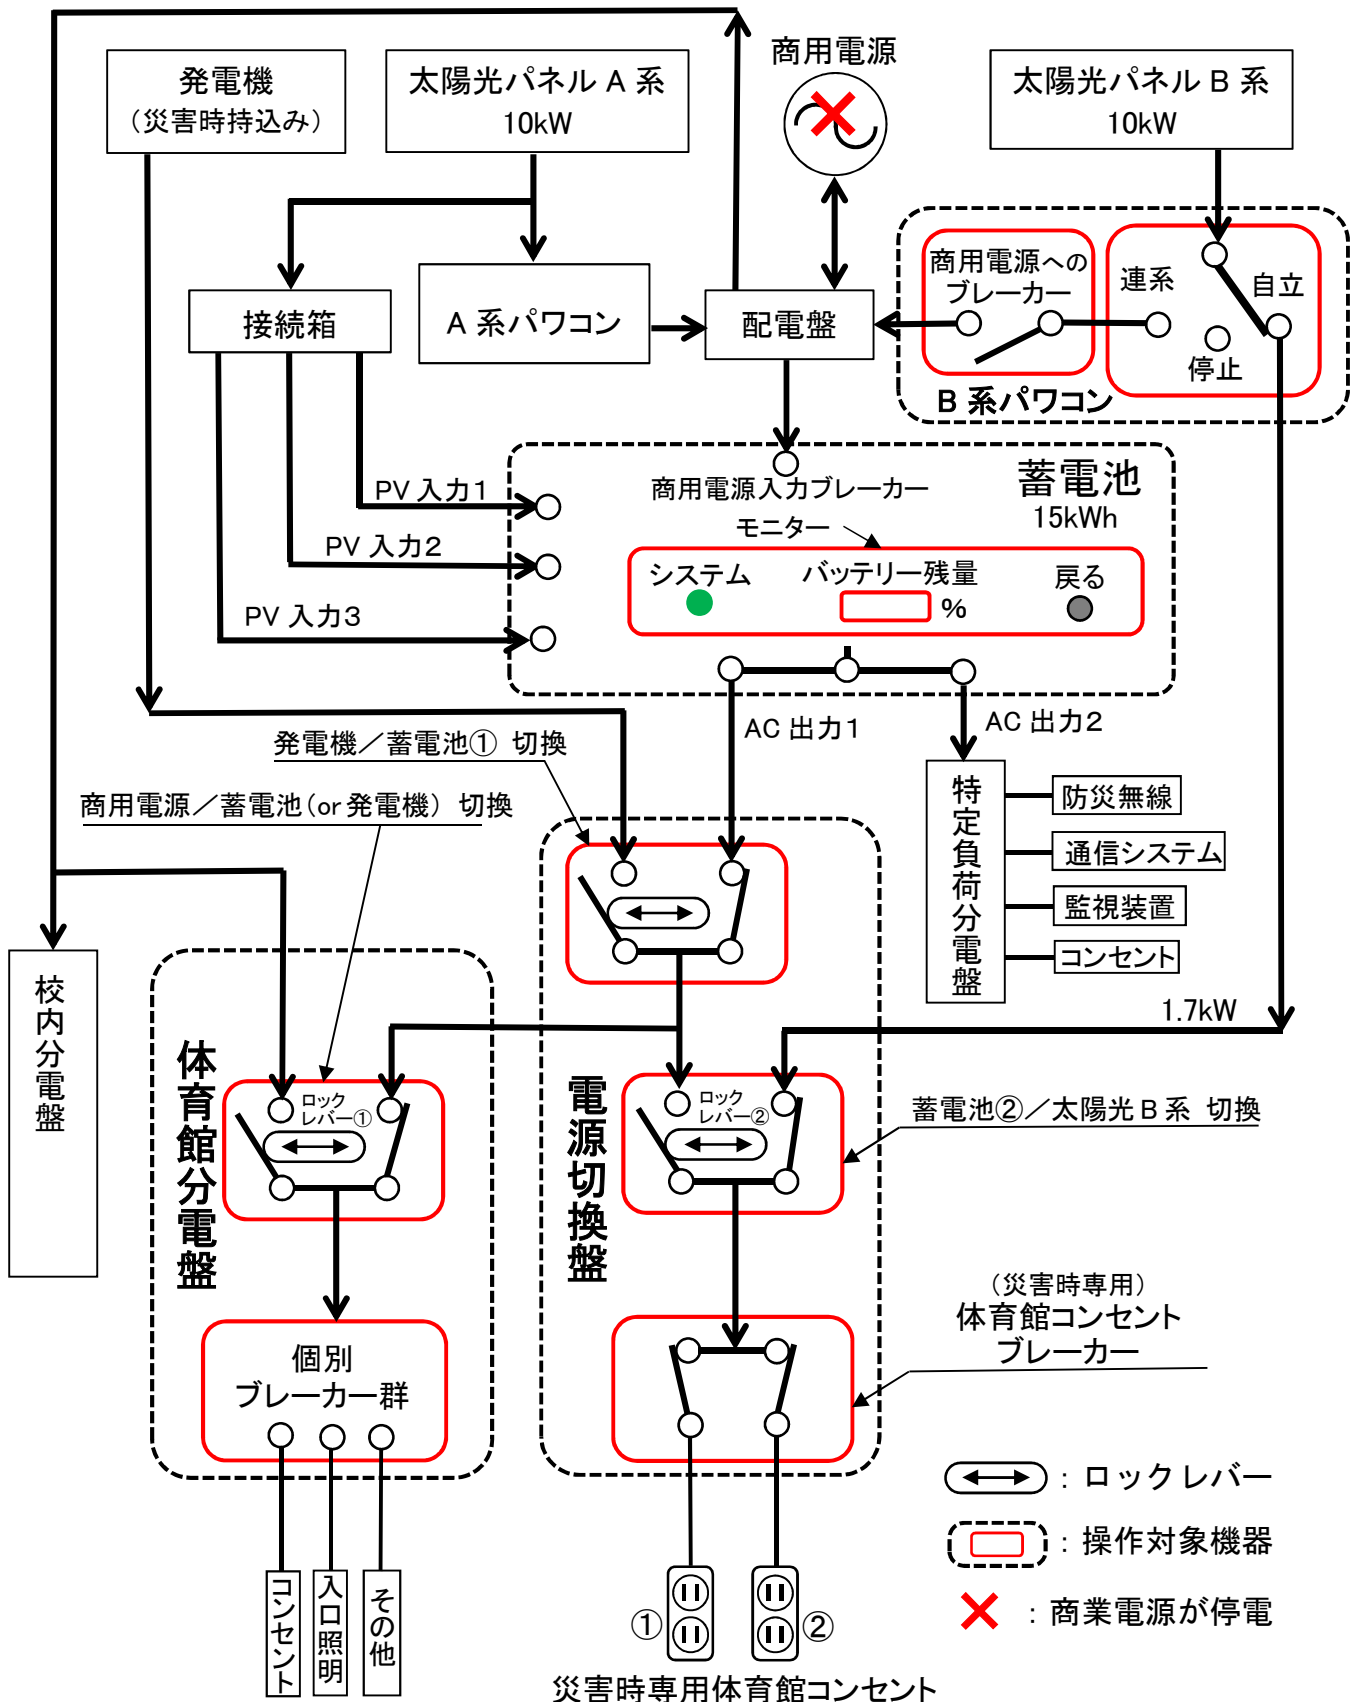 商用電源
発電機
（災害時持込み）
太陽光パネル A 系
10kW
太陽光パネル B 系
10kW
商用電源への
ブレーカー
連系
自立
停止
B 系パワコン
接続箱
A 系パワコン
配電盤
蓄電池
15kWh
商用電源入力ブレーカー
モニター
PV 入力1
PV 入力2
PV 入力3
システム
バッテリー残量
%
戻る
AC 出力1
AC 出力2
発電機／蓄電池① 切換
商用電源／蓄電池(or 発電機) 切換
特定負荷分電盤
防災無線
通信システム
監視装置
コンセント
1.7kW
校内分電盤
体育館分電盤
ロック
レバー①
電源切換盤
ロック
レバー②
蓄電池②／太陽光 B 系 切換
個別
ブレーカー群
（災害時専用）
体育館コンセント
ブレーカー
コンセント
入口照明
その他
①
②
災害時専用体育館コンセント
：ロックレバー
：操作対象機器
：商業電源が停電